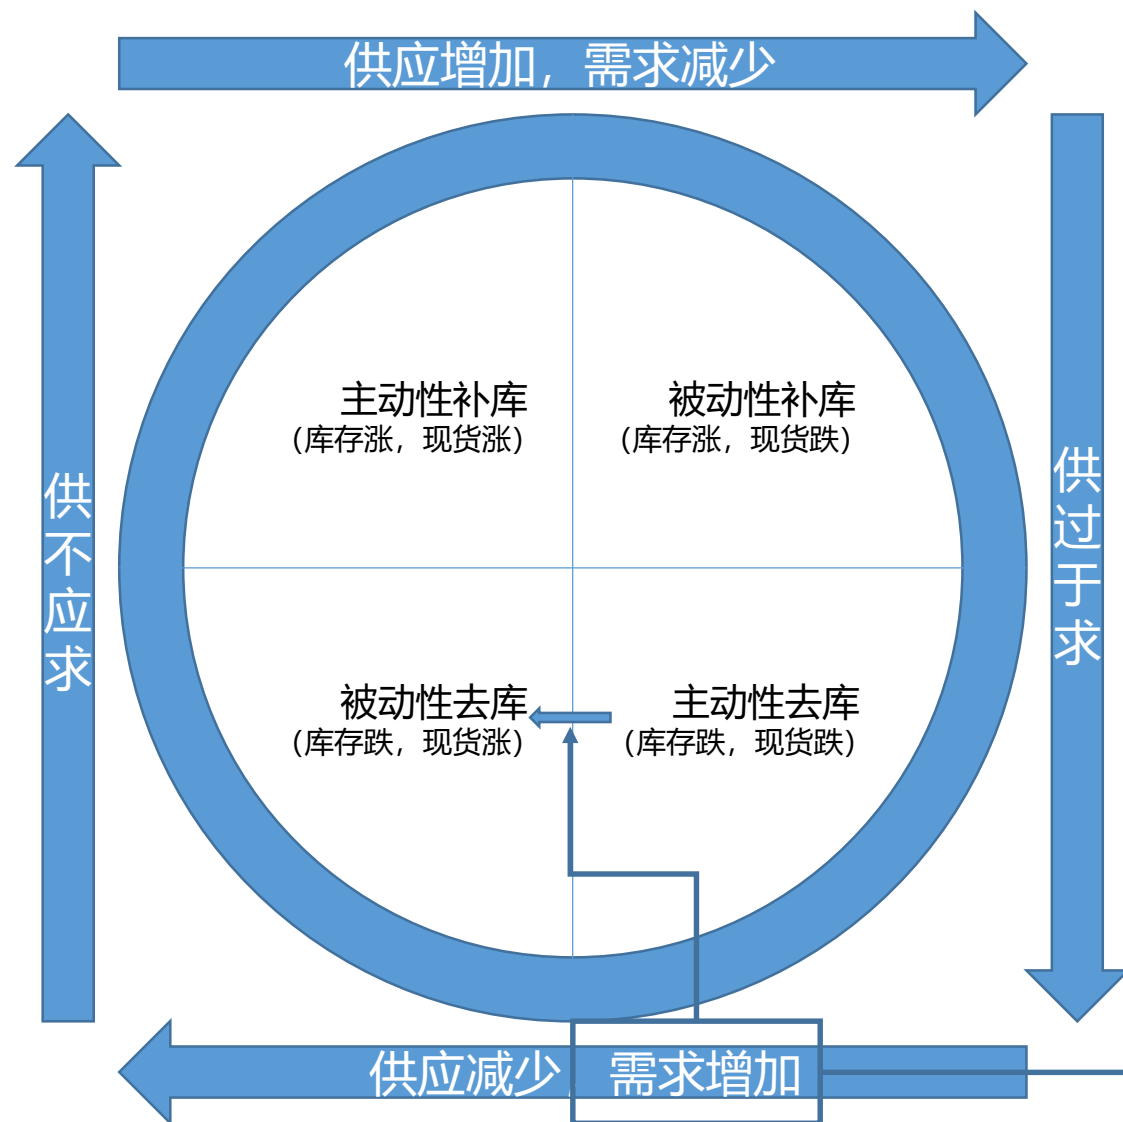 供应增加，需求减少
主动性补库
（库存涨，现货涨）
被动性补库
（库存涨，现货跌）
供不应求
供过于求
被动性去库
（库存跌，现货涨）
主动性去库
（库存跌，现货跌）
供应减少，需求增加